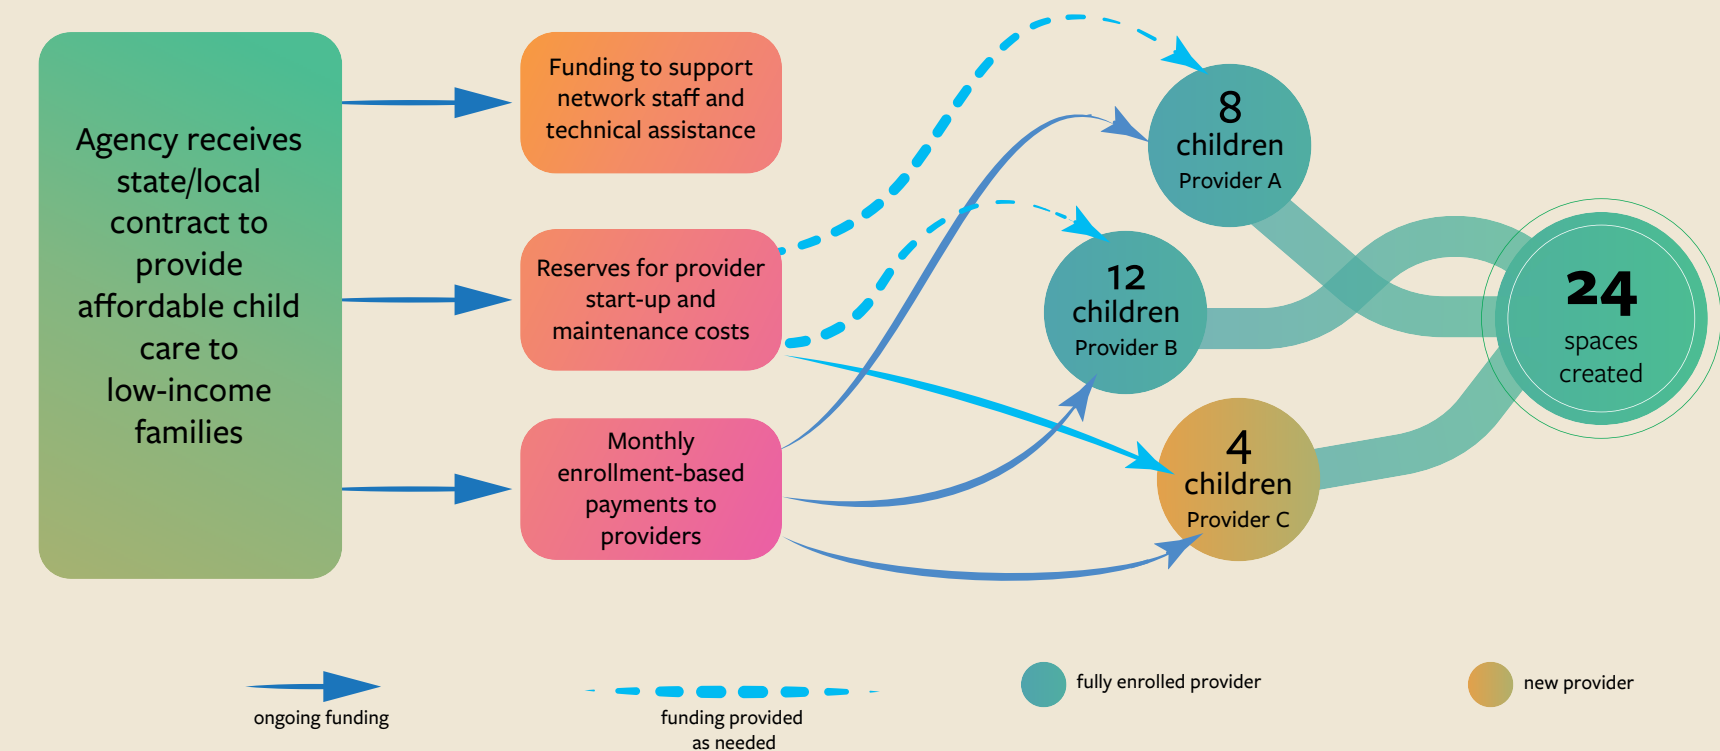 Agency receives
state/local
contract to
provide
affordable child
care to
low-income
families
Funding to support
network staff and
technical assistance
Reserves for provider
start-up and
maintenance costs
Monthly
enrollment-based
payments to
providers
8
children
Provider A
12
children
Provider B
4
children
Provider C
24
spaces
created
ongoing funding
funding provided
as needed
fully enrolled provider
new provider